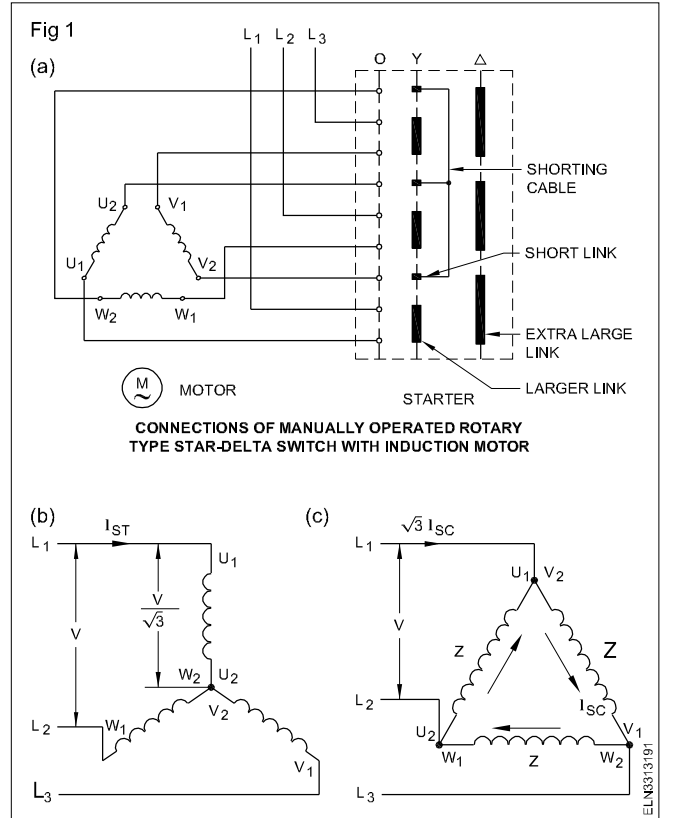 Fig 1
L1 L2 L3
(a)
O Y △
SHORTING
CABLE
U2 V1
U1 V2
SHORT LINK
W2 W1
EXTRA LARGE
LINK
M
~
MOTOR
STARTER
LARGER LINK
CONNECTIONS OF MANUALLY OPERATED ROTARY
TYPE STAR-DELTA SWITCH WITH INDUCTION MOTOR
(b)
IST
L1
U1
V
V
√3
W2 U2
V2
L2
W1
V1
L3
(c)
√3 ISC
L1
U1 V2
V
Z Z
ISC
L2
U2 V1
W1 Z W2
L3
ELN3313191